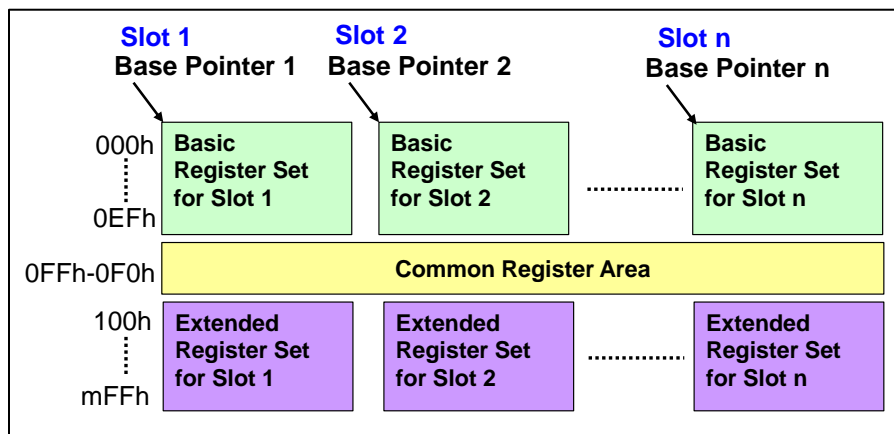 Slot 1
Base Pointer 1
Slot 2
Base Pointer 2
Slot n
Base Pointer n
000h
0EFh
Basic
Register Set
for Slot 1
Basic
Register Set
for Slot 2
Basic
Register Set
for Slot n
0FFh-0F0h
Common Register Area
100h
mFFh
Extended
Register Set
for Slot 1
Extended
Register Set
for Slot 2
Extended
Register Set
for Slot n